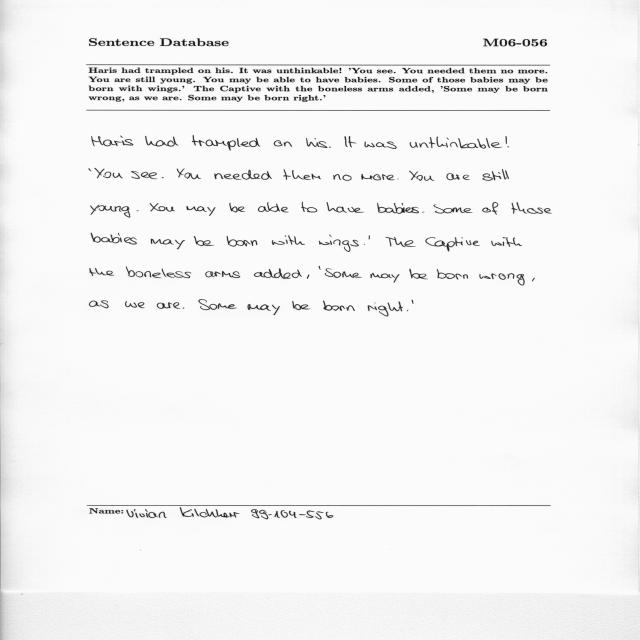 Sentence Database M06-056
Haris had trampled on his. It was unthinkable! 'You see. You needed them no more.
You are still young. You may be able to have babies. Some of those babies may be
born with wings.' The Captive with the boneless arms added, 'Some may be born
wrong, as we are. Some may be born right.'
Haris had trampled on his. It was unthinkable!
'You see. You needed them no more. You are still
young. You may be able to have babies. Some of those
babies may be born with wings.' The Captive with
the boneless arms added, 'Some may be born wrong,
as we are. Some may be born right.'
Name: Vivian 99-104-556